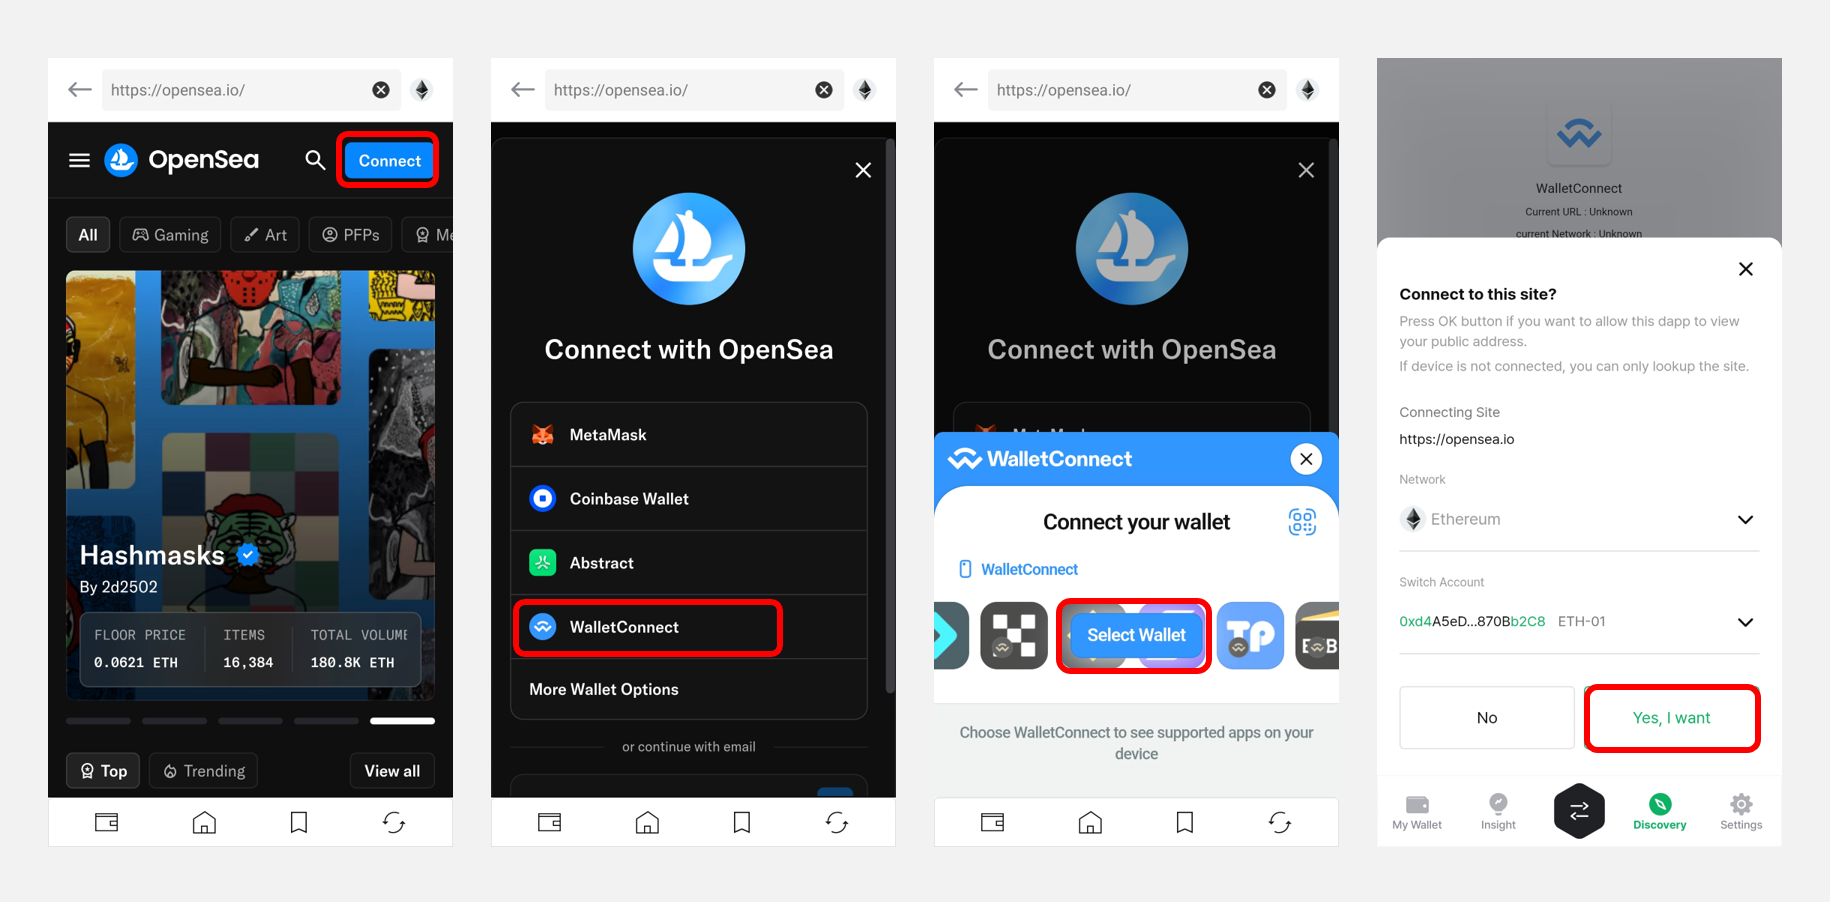 https://opensea.io/
OpenSea
Connect
All
Gaming
Art
PFPs
Hashmasks
By 2d2502
FLOOR PRICE ITEMS TOTAL VOLUME
0.0621 ETH 16,384 180.8K ETH
Top
Trending
View all
https://opensea.io/
Connect with OpenSea
MetaMask
Coinbase Wallet
Abstract
WalletConnect
More Wallet Options
or continue with email
https://opensea.io/
Connect with OpenSea
WalletConnect
Connect your wallet
WalletConnect
Select Wallet
TP
Choose WalletConnect to see supported apps on your
device
WalletConnect
Current URL : Unknown
current Network : Unknown
Connect to this site?
Press OK button if you want to allow this dapp to view
your public address.
If device is not connected, you can only lookup the site.
Connecting Site
https://opensea.io
Network
Ethereum
Switch Account
0xd4A5eD...870Bb2C8 ETH-01
No
Yes, I want
My Wallet
Insight
Discovery
Settings